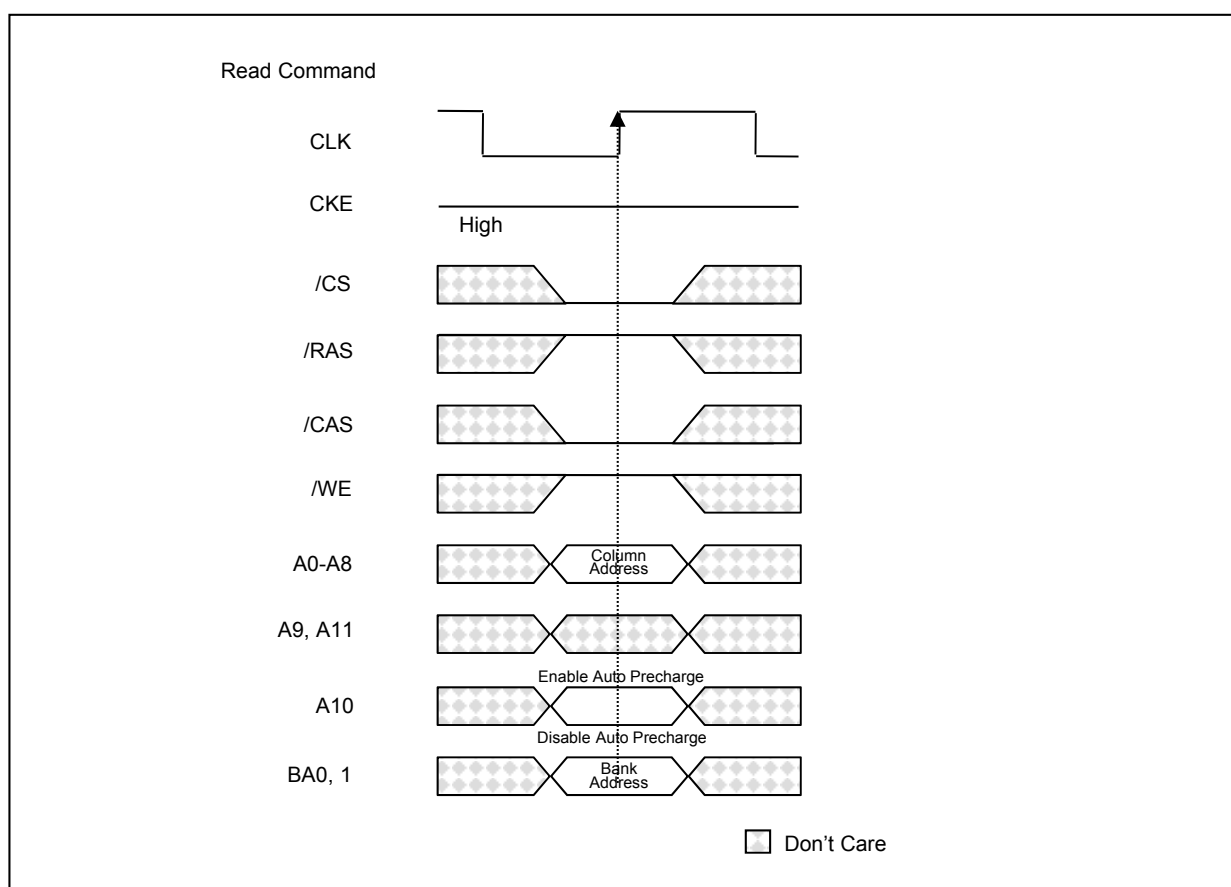 Read Command
CLK
CKE
High
/CS
/RAS
/CAS
/WE
A0-A8
Column
Address
A9, A11
Enable Auto Precharge
A10
Disable Auto Precharge
BA0, 1
Bank
Address
Don't Care